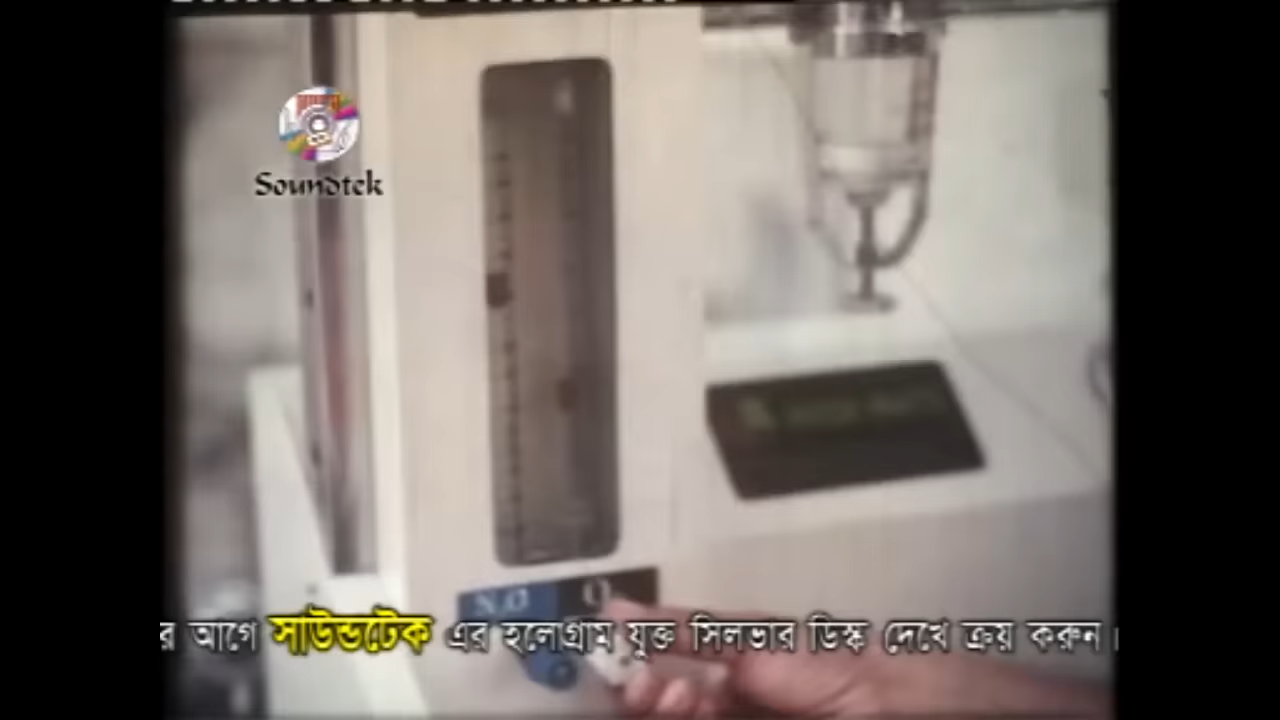 Soundtek
N₂O O
র আগে সাউন্ডটেক এর হলোগ্রাম যুক্ত সিলভার ডিস্ক দেখে ক্রয় করুন।